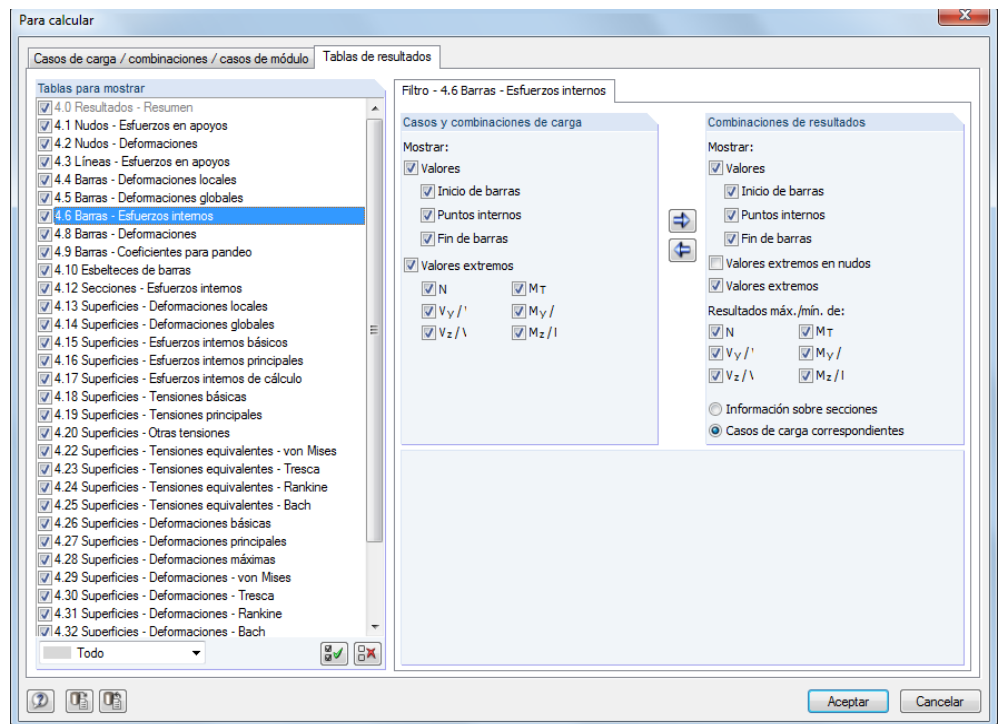 Para calcular
Casos de carga / combinaciones / casos de módulo
Tablas de resultados
Tablas para mostrar
4.0 Resultados - Resumen
4.1 Nudos - Esfuerzos en apoyos
4.2 Nudos - Deformaciones
4.3 Líneas - Esfuerzos en apoyos
4.4 Barras - Deformaciones locales
4.5 Barras - Deformaciones globales
4.6 Barras - Esfuerzos internos
4.8 Barras - Deformaciones
4.9 Barras - Coeficientes para pandeo
4.10 Esbelteces de barras
4.12 Secciones - Esfuerzos internos
4.13 Superficies - Deformaciones locales
4.14 Superficies - Deformaciones globales
4.15 Superficies - Esfuerzos internos básicos
4.16 Superficies - Esfuerzos internos principales
4.17 Superficies - Esfuerzos internos de cálculo
4.18 Superficies - Tensiones básicas
4.19 Superficies - Tensiones principales
4.20 Superficies - Otras tensiones
4.22 Superficies - Tensiones equivalentes - von Mises
4.23 Superficies - Tensiones equivalentes - Tresca
4.24 Superficies - Tensiones equivalentes - Rankine
4.25 Superficies - Tensiones equivalentes - Bach
4.26 Superficies - Deformaciones básicas
4.27 Superficies - Deformaciones principales
4.28 Superficies - Deformaciones máximas
4.29 Superficies - Deformaciones - von Mises
4.30 Superficies - Deformaciones - Tresca
4.31 Superficies - Deformaciones - Rankine
4.32 Superficies - Deformaciones - Bach
Todo
Filtro - 4.6 Barras - Esfuerzos internos
Casos y combinaciones de carga
Mostrar:
Valores
Inicio de barras
Puntos internos
Fin de barras
Valores extremos
N MT
Vy / ' My /
Vz / \ Mz / l
Combinaciones de resultados
Mostrar:
Valores
Inicio de barras
Puntos internos
Fin de barras
Valores extremos en nudos
Valores extremos
Resultados máx./mín. de:
N MT
Vy / ' My /
Vz / \ Mz / l
Información sobre secciones
Casos de carga correspondientes
Aceptar
Cancelar